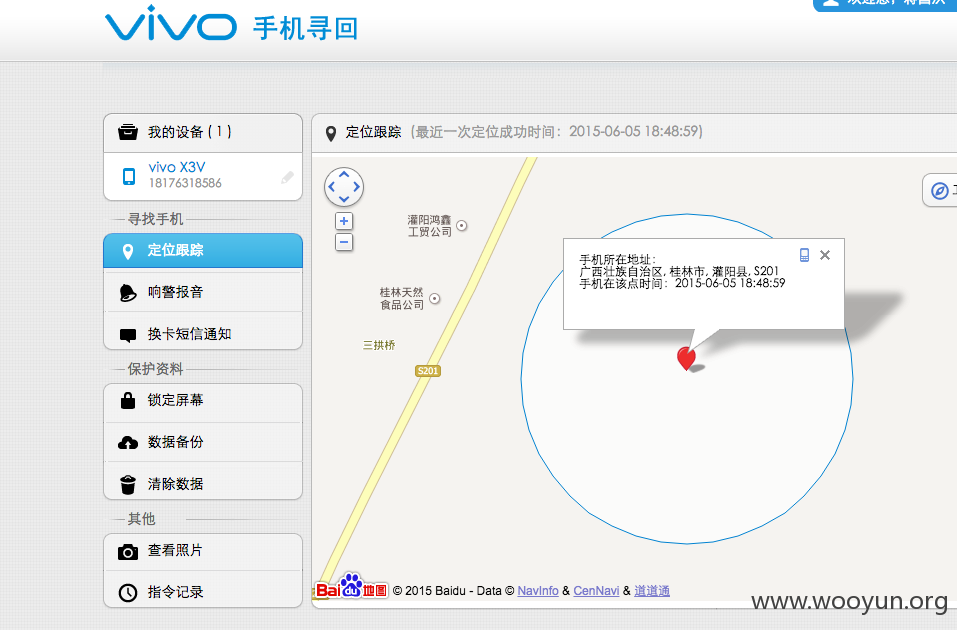 vivo 手机寻回
我的设备 ( 1 )
vivo X3V
18176318586
寻找手机
定位跟踪
响警报音
换卡短信通知
保护资料
锁定屏幕
数据备份
清除数据
其他
查看照片
指令记录
定位跟踪 (最近一次定位成功时间：2015-06-05 18:48:59)
灌阳鸿鑫
工贸公司
桂林天然
食品公司
三拱桥
S201
手机所在地址：
广西壮族自治区, 桂林市, 灌阳县, S201
手机在该点时间：2015-06-05 18:48:59
Bai du 地图 © 2015 Baidu - Data © NavInfo & CenNavi & 道道通
www.wooyun.org